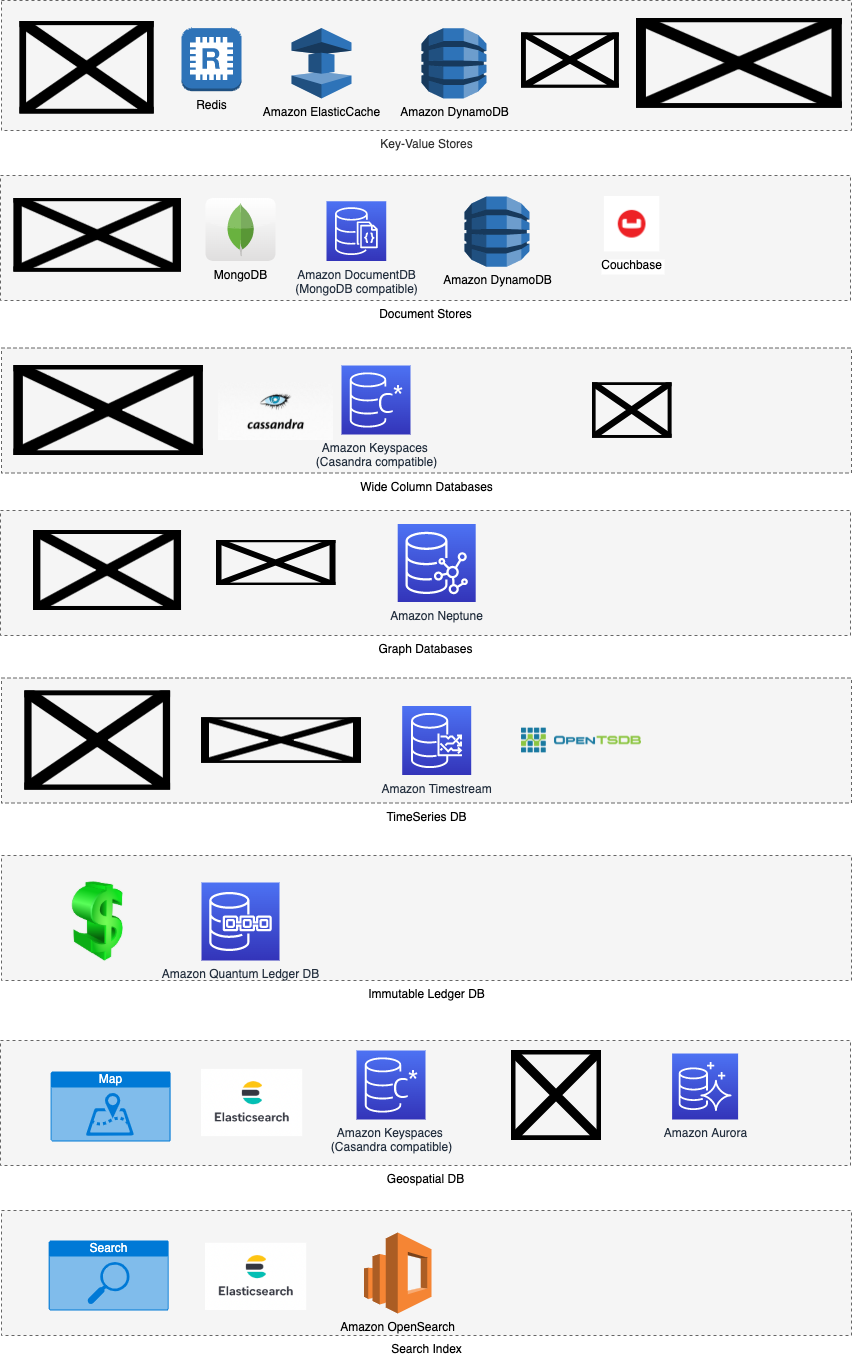 R
Redis
Amazon ElasticCache
Amazon DynamoDB
Key-Value Stores
MongoDB
{}
Amazon DocumentDB
(MongoDB compatible)
Amazon DynamoDB
Couchbase
Document Stores
cassandra
C*
Amazon Keyspaces
(Casandra compatible)
Wide Column Databases
Amazon Neptune
Graph Databases
Amazon Timestream
OPENTSDB
TimeSeries DB
$
Amazon Quantum Ledger DB
Immutable Ledger DB
Map
Elasticsearch
C*
Amazon Keyspaces
(Casandra compatible)
Amazon Aurora
Geospatial DB
Search
Elasticsearch
Amazon OpenSearch
Search Index